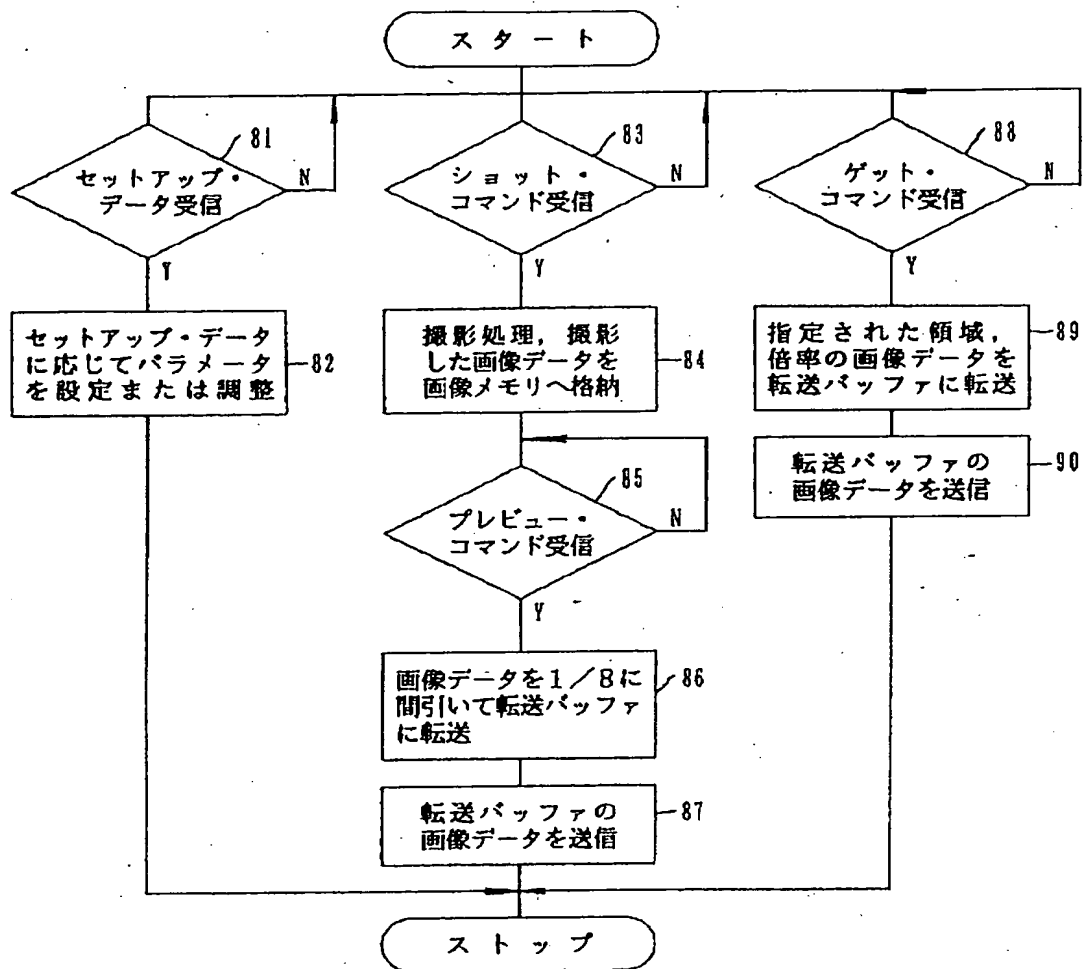 スタート
81
セットアップ・
データ受信
N
Y
セットアップ・データ
に応じてパラメータ
を設定または調整
82
83
ショット・
コマンド受信
N
Y
撮影処理,撮影
した画像データを
画像メモリへ格納
84
85
プレビュー・
コマンド受信
N
Y
画像データを1/8に
間引いて転送バッファ
に転送
86
転送バッファの
画像データを送信
87
88
ゲット・
コマンド受信
N
Y
指定された領域,
倍率の画像データを
転送バッファに転送
89
転送バッファの
画像データを送信
90
ストップ